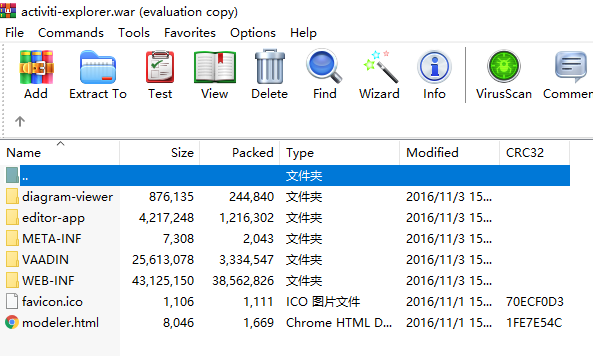 activiti-explorer.war (evaluation copy)
File Commands Tools Favorites Options Help
Add Extract To Test View Delete Find Wizard Info VirusScan Commen
Name Size Packed Type Modified CRC32
.. 文件夹
diagram-viewer 876,135 244,840 文件夹 2016/11/3 15...
editor-app 4,217,248 1,216,302 文件夹 2016/11/3 15...
META-INF 7,308 2,043 文件夹 2016/11/3 15...
VAADIN 25,613,078 3,334,547 文件夹 2016/11/3 15...
WEB-INF 43,125,150 38,562,826 文件夹 2016/11/3 15...
favicon.ico 1,106 1,111 ICO 图片文件 2016/11/1 15... 70ECF0D3
modeler.html 8,046 1,669 Chrome HTML D... 2016/11/1 15... 1FE7E54C